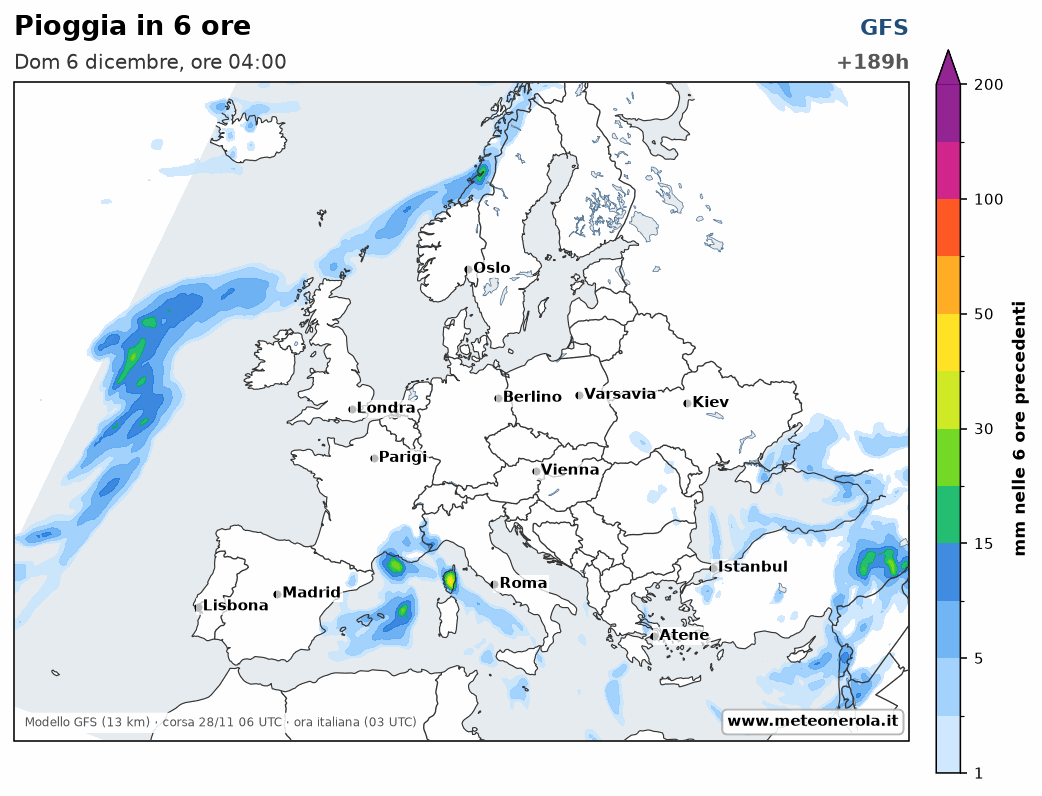 Pioggia in 6 ore
GFS
Dom 6 dicembre, ore 04:00
+189h
200
100
50
30
15
5
1
mm nelle 6 ore precedenti
Oslo
Berlino
Varsavia
Kiev
Londra
Parigi
Vienna
Istanbul
Roma
Madrid
Lisbona
Atene
Modello GFS (13 km) · corsa 28/11 06 UTC · ora italiana (03 UTC)
www.meteonerola.it